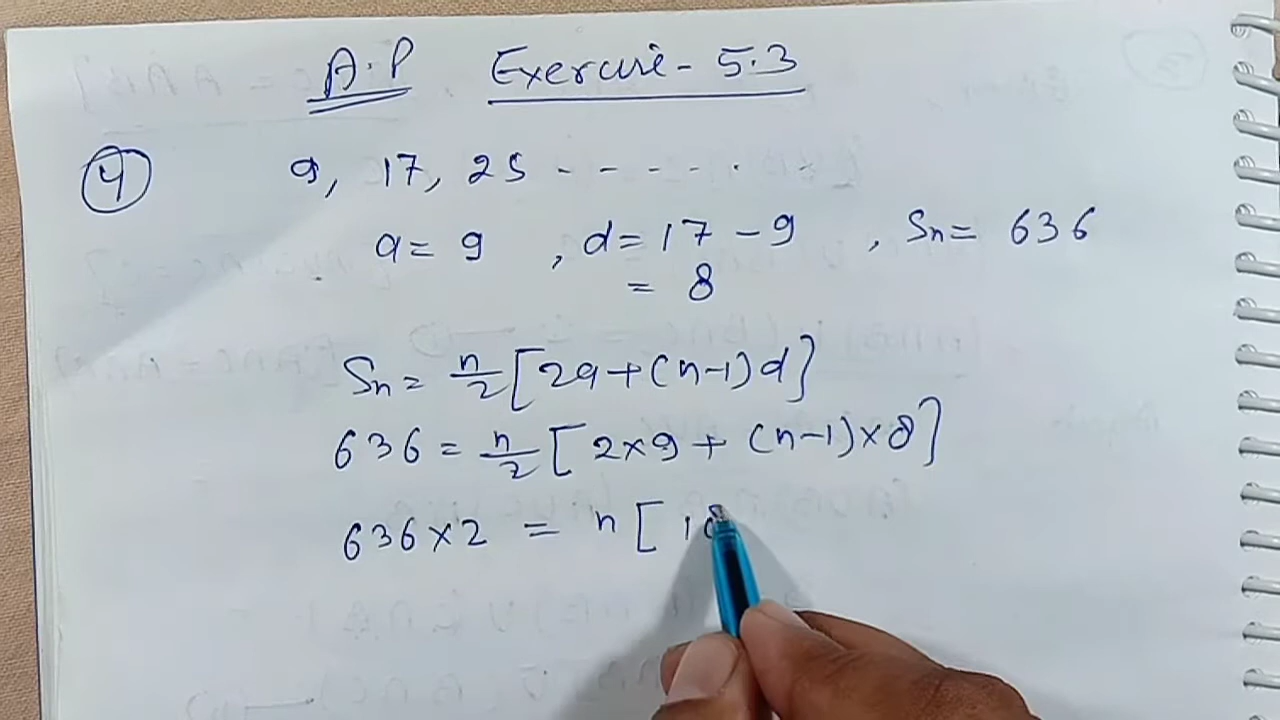 A.P Exercise - 5.3
④ 9, 17, 25 - - - - . . -
a = 9 , d = 17 - 9 , Sn = 636
= 8
Sn = n/2 [2a + (n-1) d]
636 = n/2 [2×9 + (n-1)×8]
636×2 = n [18